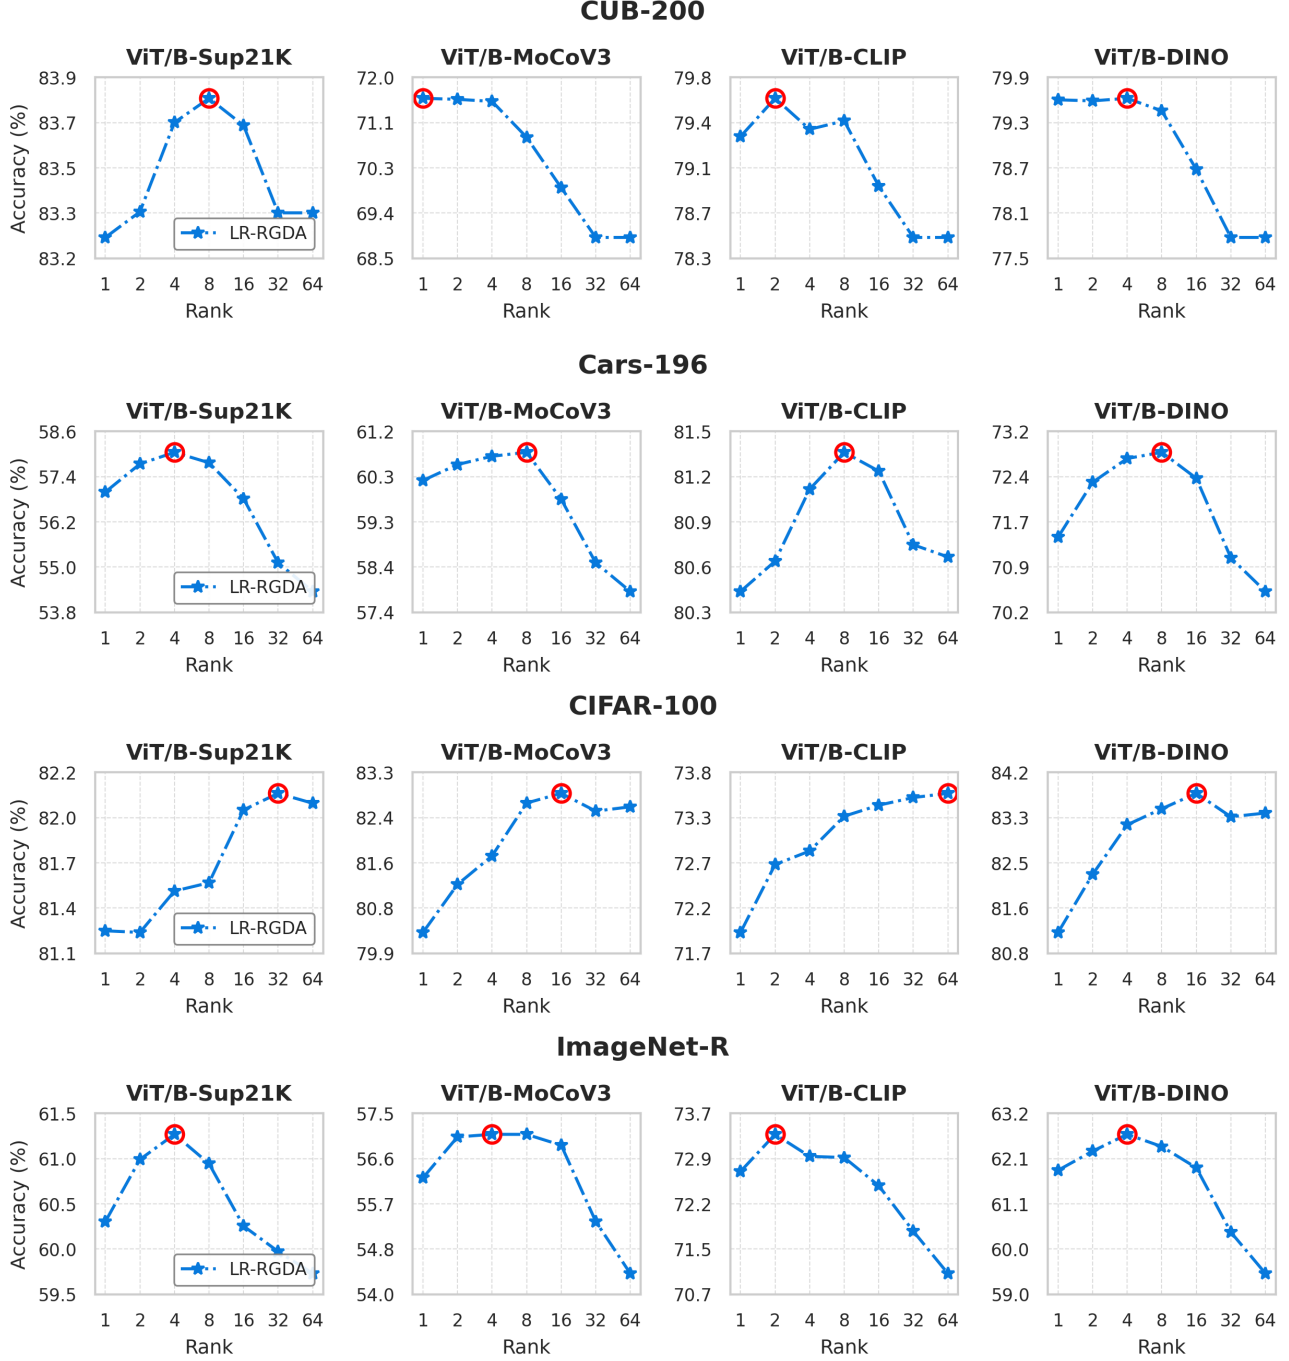 CUB-200
ViT/B-Sup21K ViT/B-MoCoV3 ViT/B-CLIP ViT/B-DINO
83.9 72.0 79.8 79.9
83.7 71.1 79.4 79.3
83.5 70.3 79.1 78.7
83.3 69.4 78.7 78.1
83.2 68.5 78.3 77.5
Accuracy (%)
LR-RGDA
1 2 4 8 16 32 64 1 2 4 8 16 32 64 1 2 4 8 16 32 64 1 2 4 8 16 32 64
Rank Rank Rank Rank
Cars-196
ViT/B-Sup21K ViT/B-MoCoV3 ViT/B-CLIP ViT/B-DINO
58.6 61.2 81.5 73.2
57.4 60.3 81.2 72.4
56.2 59.3 80.9 71.7
55.0 58.4 80.6 70.9
53.8 57.4 80.3 70.2
Accuracy (%)
LR-RGDA
1 2 4 8 16 32 64 1 2 4 8 16 32 64 1 2 4 8 16 32 64 1 2 4 8 16 32 64
Rank Rank Rank Rank
CIFAR-100
ViT/B-Sup21K ViT/B-MoCoV3 ViT/B-CLIP ViT/B-DINO
82.2 83.3 73.8 84.2
82.0 82.4 73.3 83.3
81.7 81.6 72.7 82.5
81.4 80.8 72.2 81.6
81.1 79.9 71.7 80.8
Accuracy (%)
LR-RGDA
1 2 4 8 16 32 64 1 2 4 8 16 32 64 1 2 4 8 16 32 64 1 2 4 8 16 32 64
Rank Rank Rank Rank
ImageNet-R
ViT/B-Sup21K ViT/B-MoCoV3 ViT/B-CLIP ViT/B-DINO
61.5 57.5 73.7 63.2
61.0 56.6 72.9 62.1
60.5 55.7 72.2 61.1
60.0 54.8 71.5 60.0
59.5 54.0 70.7 59.0
Accuracy (%)
LR-RGDA
1 2 4 8 16 32 64 1 2 4 8 16 32 64 1 2 4 8 16 32 64 1 2 4 8 16 32 64
Rank Rank Rank Rank